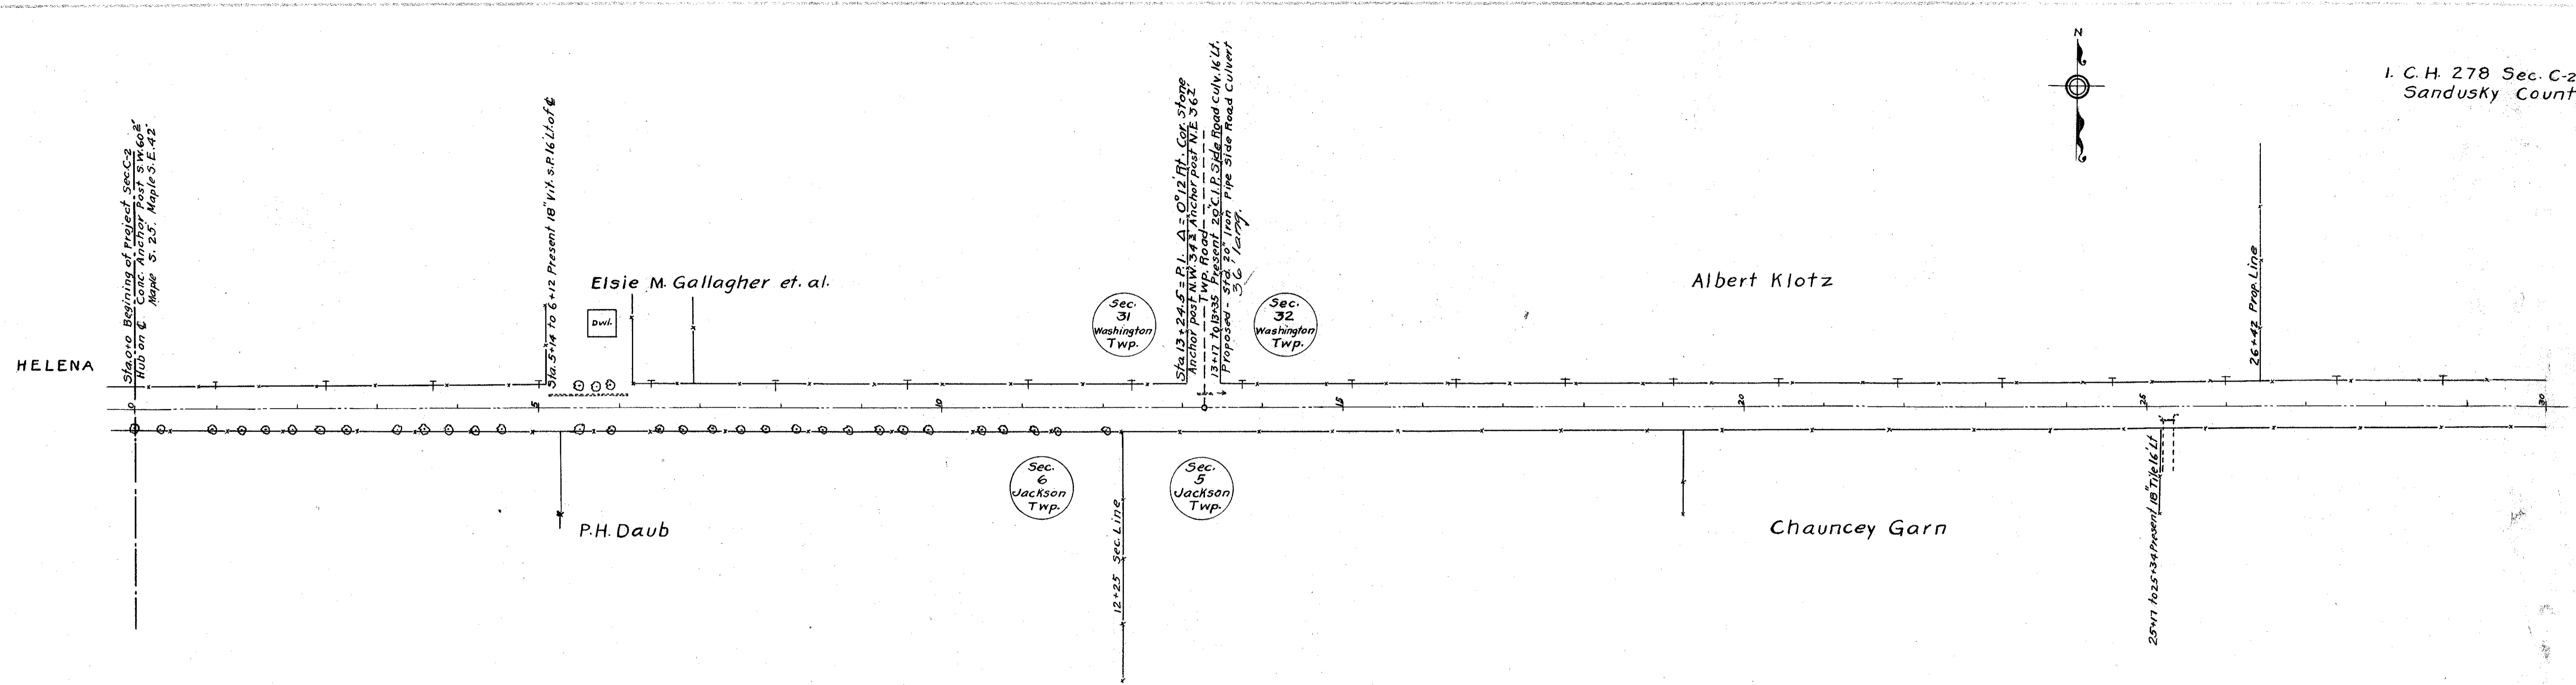 N
1. C. H. 278 Sec. C-2
Sandusky Count
Sta. 0+0 Begining of Project Sec. C-2
Hub on ℄ Conc. Anchor Post S.W. 60.2'
Maple S. 25. Maple S.E. 42'
Sta. 5+14 to 6+12 Present 18" Vit. S.P. 16' Lt. of ℄
Elsie M. Gallagher et. al.
Dwl.
Sec.
31
Washington
Twp.
Sta 13+24.5 = P.I. Δ = 0°12' Rt. Cor. Stone
Anchor post N.W. 34.3 Anchor post N.E. 36.2'
Twp. Road
13+17 to 13+35 Present 20" C.I.P. Side Road Culv. 16' Lt.
Proposed - Std. 20" Iron Pipe Side Road Culvert
36' long.
Sec.
32
Washington
Twp.
Albert Klotz
26+42 Prop. Line
HELENA
0
5
10
15
20
25
30
Sec.
6
Jackson
Twp.
Sec.
5
Jackson
Twp.
P.H. Daub
12+25 Sec. Line
Chauncey Garn
25+17 to 25+34 Present 18" Tile 16' Lt